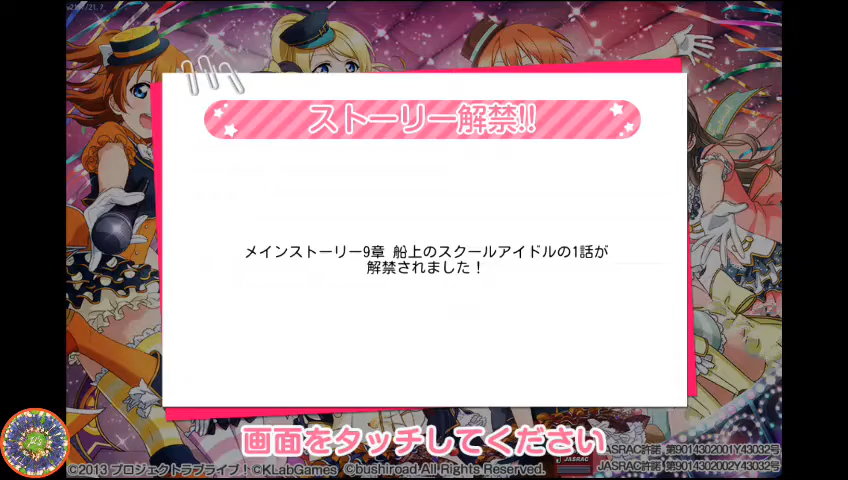 ストーリー解禁!!
メインストーリー9章 船上のスクールアイドルの1話が
解禁されました！
画面をタッチしてください
JASRAC
JASRAC許諾 第9014302001Y43032号
JASRAC許諾 第9014302002Y43032号
©2013 プロジェクトラブライブ！©KLabGames ©bushiroad All Rights Reserved.